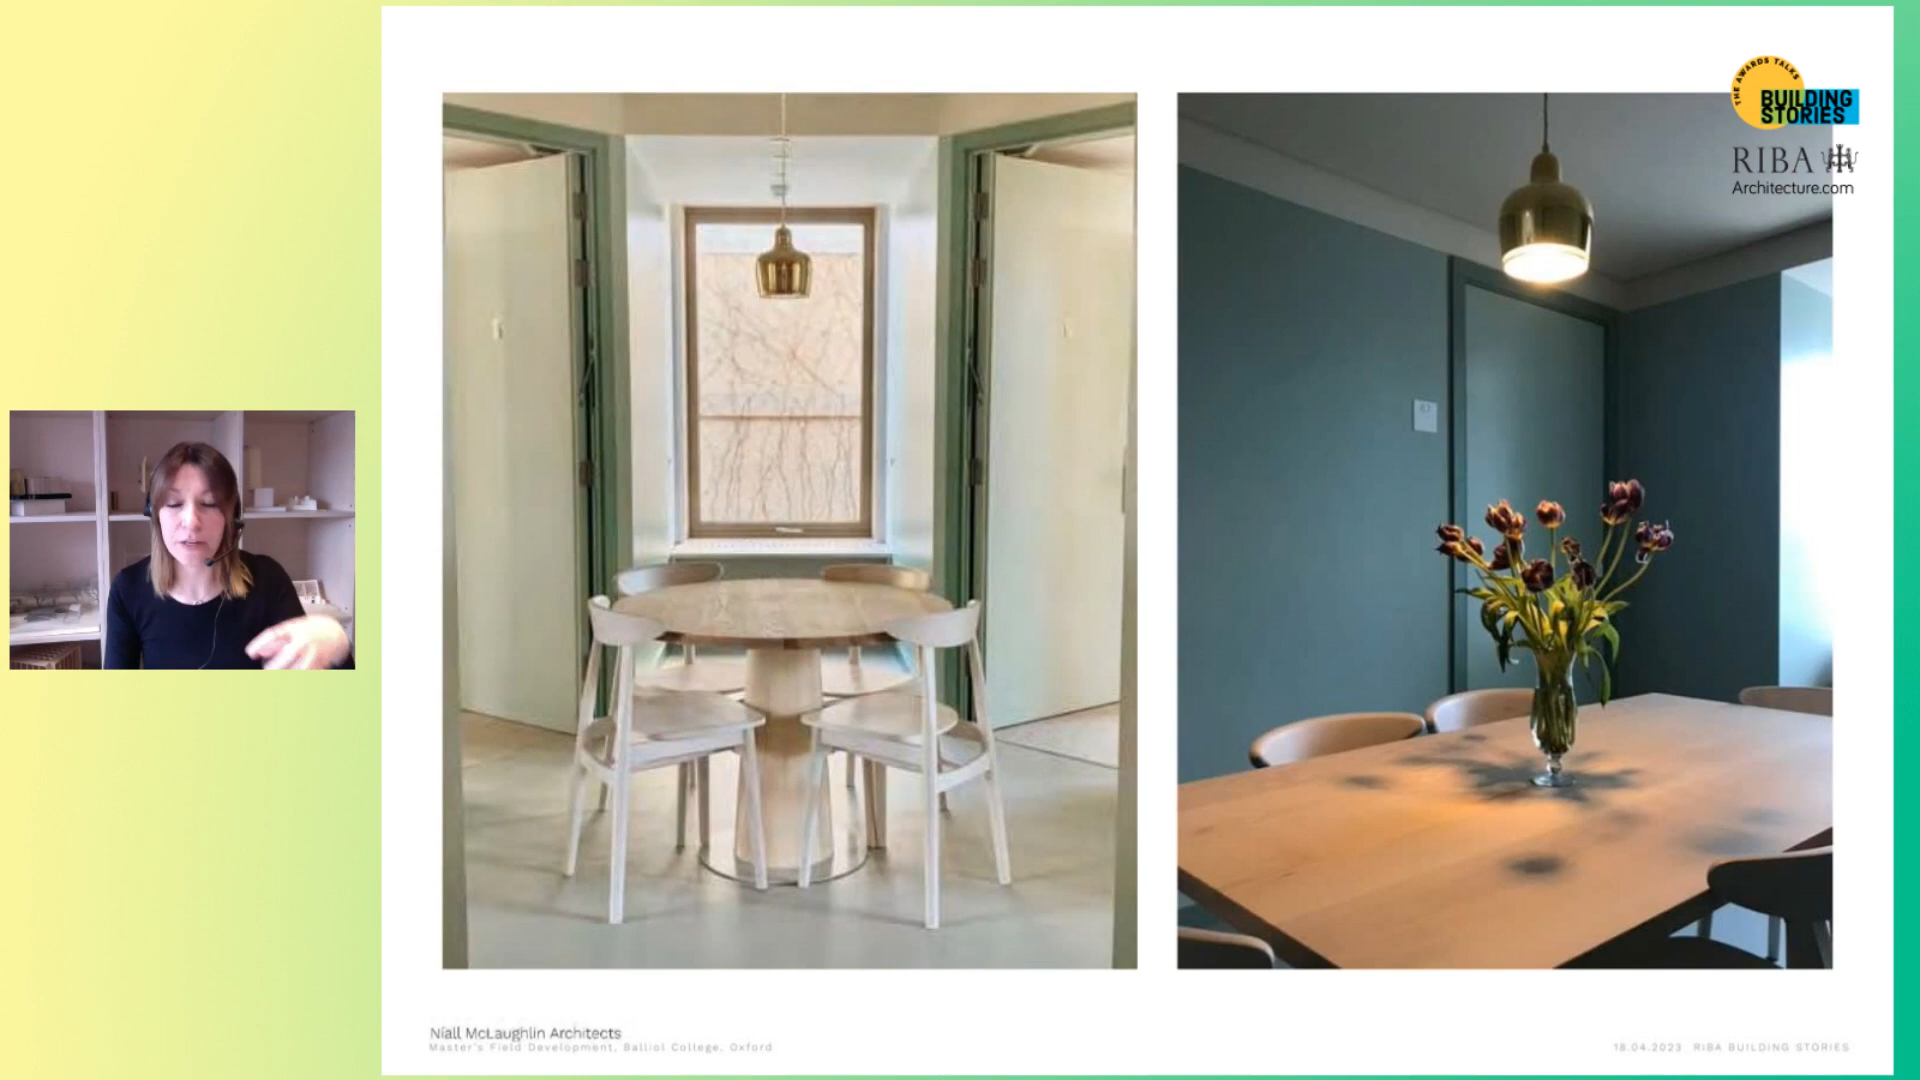 THE AWARDS TALKS
BUILDING
STORIES
RIBA
Architecture.com
Níall McLaughlin Architects
Master's Field Development, Balliol College, Oxford
18.04.2023 RIBA BUILDING STORIES